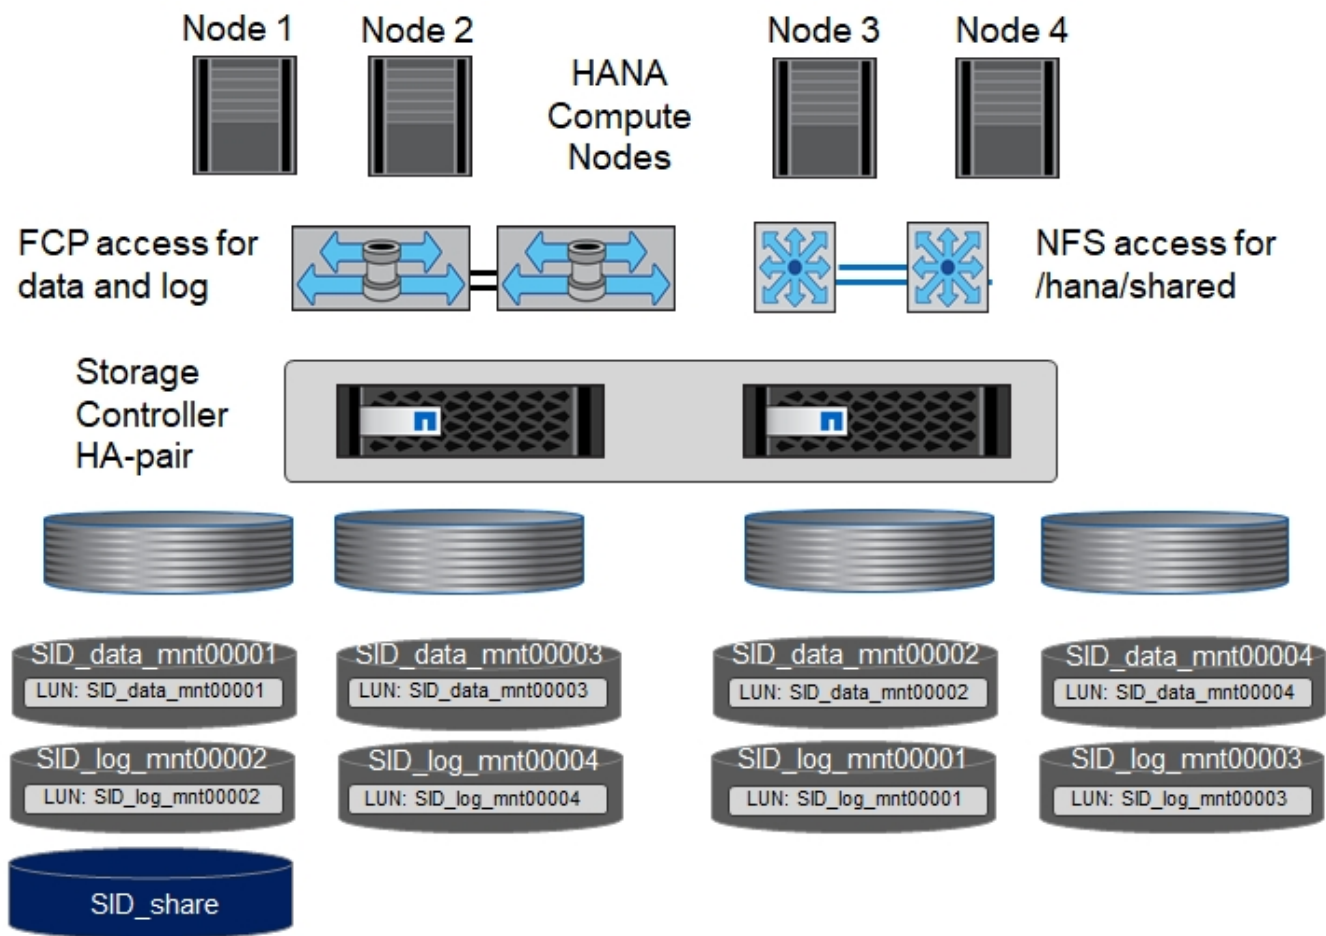 Node 1
Node 2
Node 3
Node 4
HANA
Compute
Nodes
FCP access for
data and log
NFS access for
/hana/shared
Storage
Controller
HA-pair
SID_data_mnt00001
LUN: SID_data_mnt00001
SID_data_mnt00003
LUN: SID_data_mnt00003
SID_data_mnt00002
LUN: SID_data_mnt00002
SID_data_mnt00004
LUN: SID_data_mnt00004
SID_log_mnt00002
LUN: SID_log_mnt00002
SID_log_mnt00004
LUN: SID_log_mnt00004
SID_log_mnt00001
LUN: SID_log_mnt00001
SID_log_mnt00003
LUN: SID_log_mnt00003
SID_share